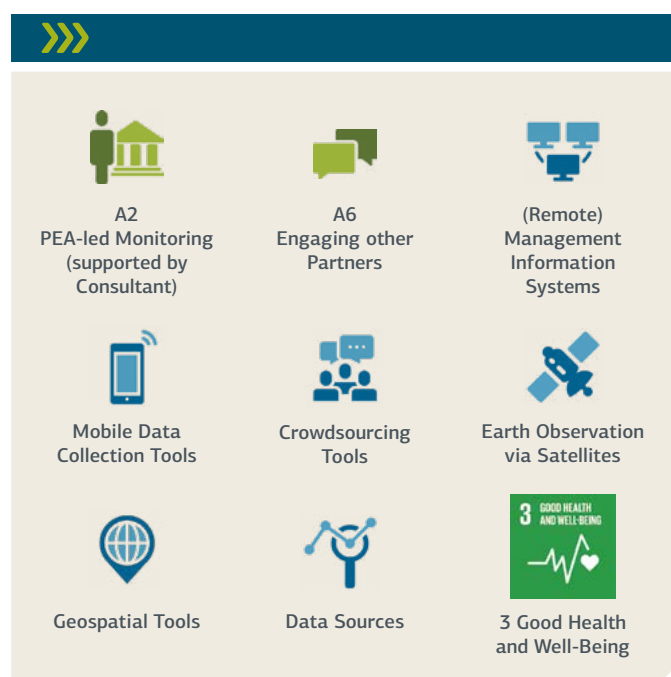 A2
PEA-led Monitoring
(supported by
Consultant)
A6
Engaging other
Partners
(Remote)
Management
Information
Systems
Mobile Data
Collection Tools
Crowdsourcing
Tools
Earth Observation
via Satellites
Geospatial Tools
Data Sources
3 GOOD HEALTH
AND WELL-BEING
3 Good Health
and Well-Being